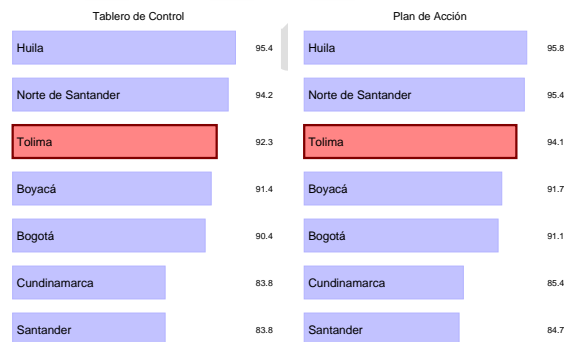 Tablero de Control
Huila 95.4
Norte de Santander 94.2
Tolima 92.3
Boyacá 91.4
Bogotá 90.4
Cundinamarca 83.8
Santander 83.8
Plan de Acción
Huila 95.8
Norte de Santander 95.4
Tolima 94.1
Boyacá 91.7
Bogotá 91.1
Cundinamarca 85.4
Santander 84.7